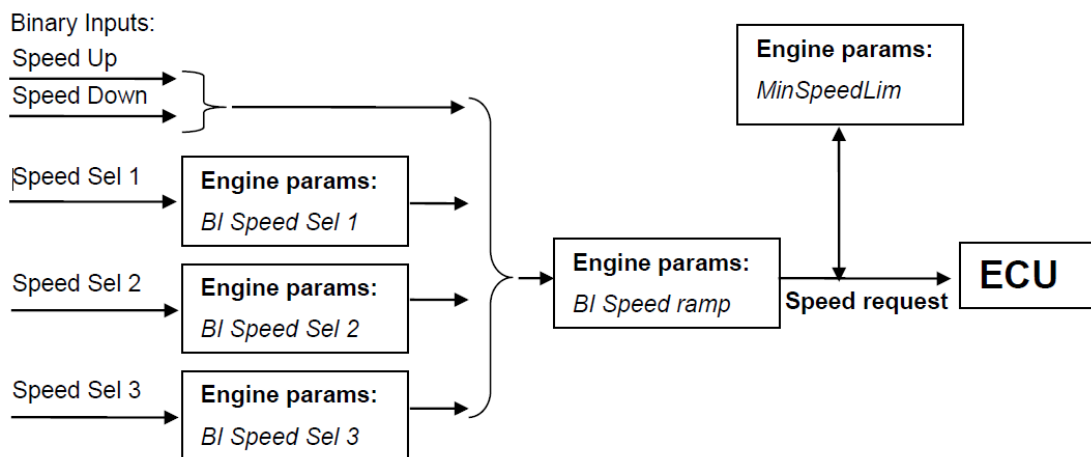 Binary Inputs:
Speed Up
Speed Down
Speed Sel 1
Engine params:
BI Speed Sel 1
Speed Sel 2
Engine params:
BI Speed Sel 2
Speed Sel 3
Engine params:
BI Speed Sel 3
Engine params:
BI Speed ramp
Engine params:
MinSpeedLim
Speed request
ECU